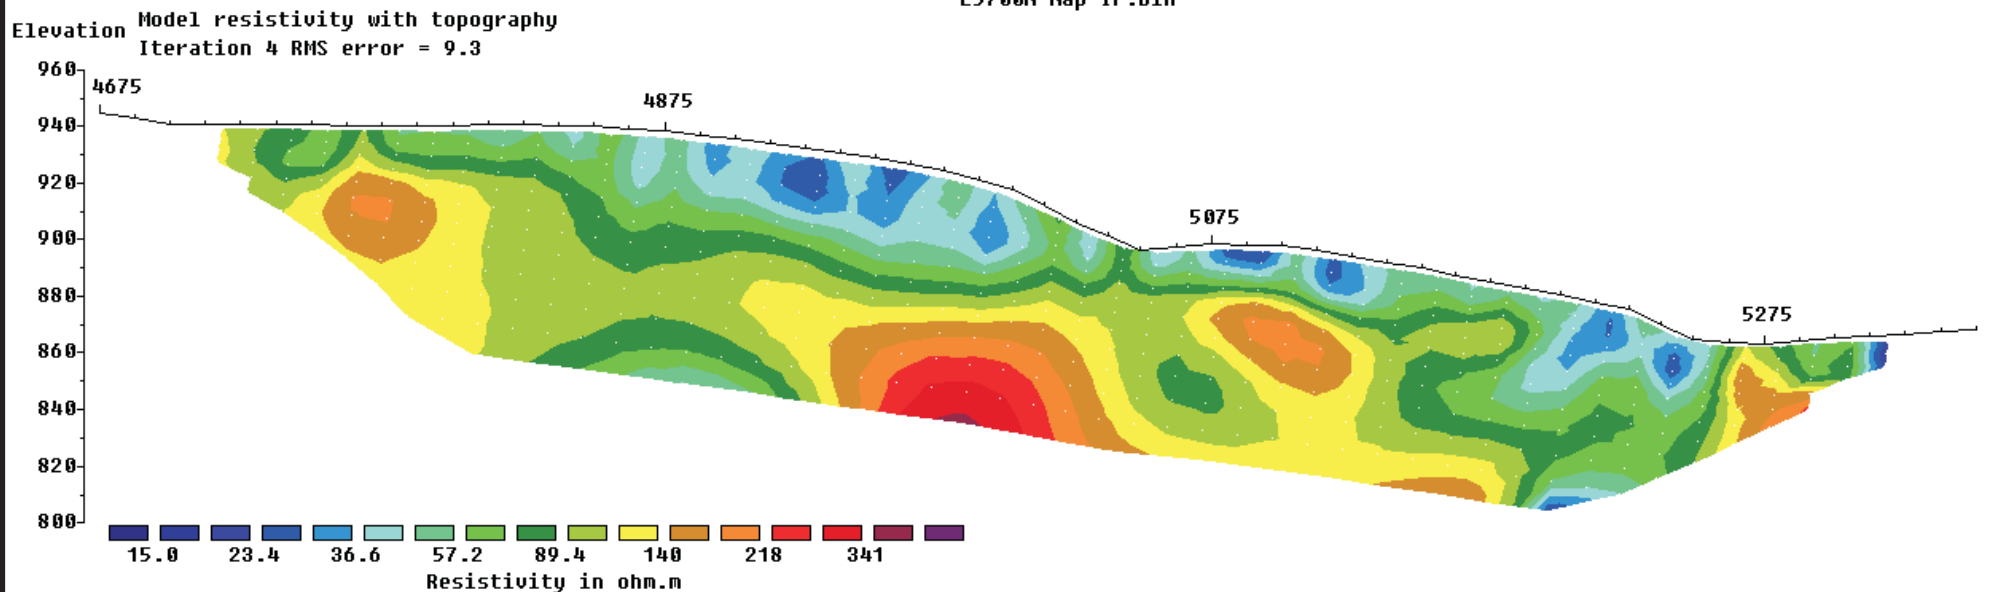 Model resistivity with topography
Elevation
Iteration 4 RMS error = 9.3
960
4675
4875
940
920
5075
900
880
5275
860
840
820
800
15.0 23.4 36.6 57.2 89.4 140 218 341
Resistivity in ohm.m